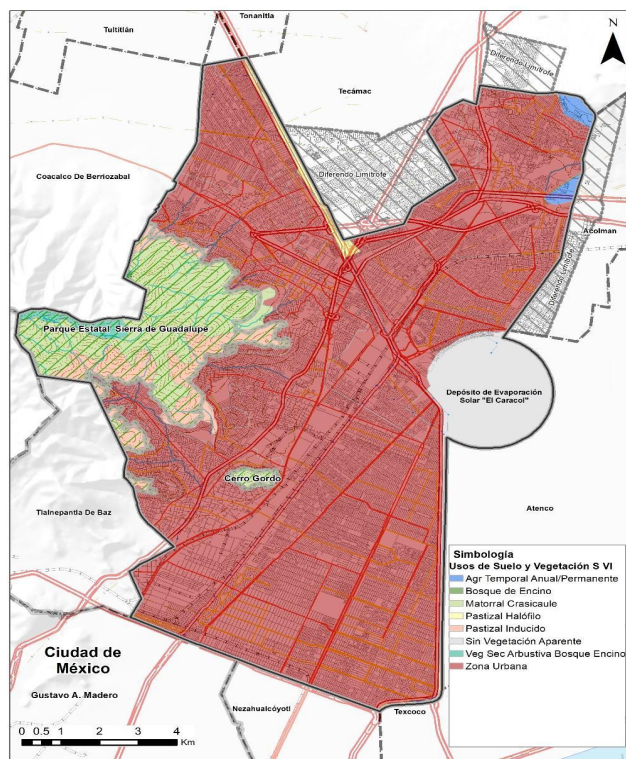 Tonanitla
Tultitlán
N
Diferendo Limítrofe
Tecámac
Coacalco De Berriozabal
Diferendo Limítrofe
Acolman
Diferendo Limítrofe
Parque Estatal Sierra de Guadalupe
Depósito de Evaporación
Solar "El Caracol"
Cerro Gordo
Tlalnepantla De Baz
Atenco
Simbología
Usos de Suelo y Vegetación S VI
Agr Temporal Anual/Permanente
Bosque de Encino
Matorral Crasicaule
Pastizal Halófilo
Pastizal Inducido
Sin Vegetación Aparente
Veg Sec Arbustiva Bosque Encino
Zona Urbana
Ciudad de
México
Gustavo A. Madero
Nezahualcóyotl
Texcoco
0 0.5 1 2 3 4
Km